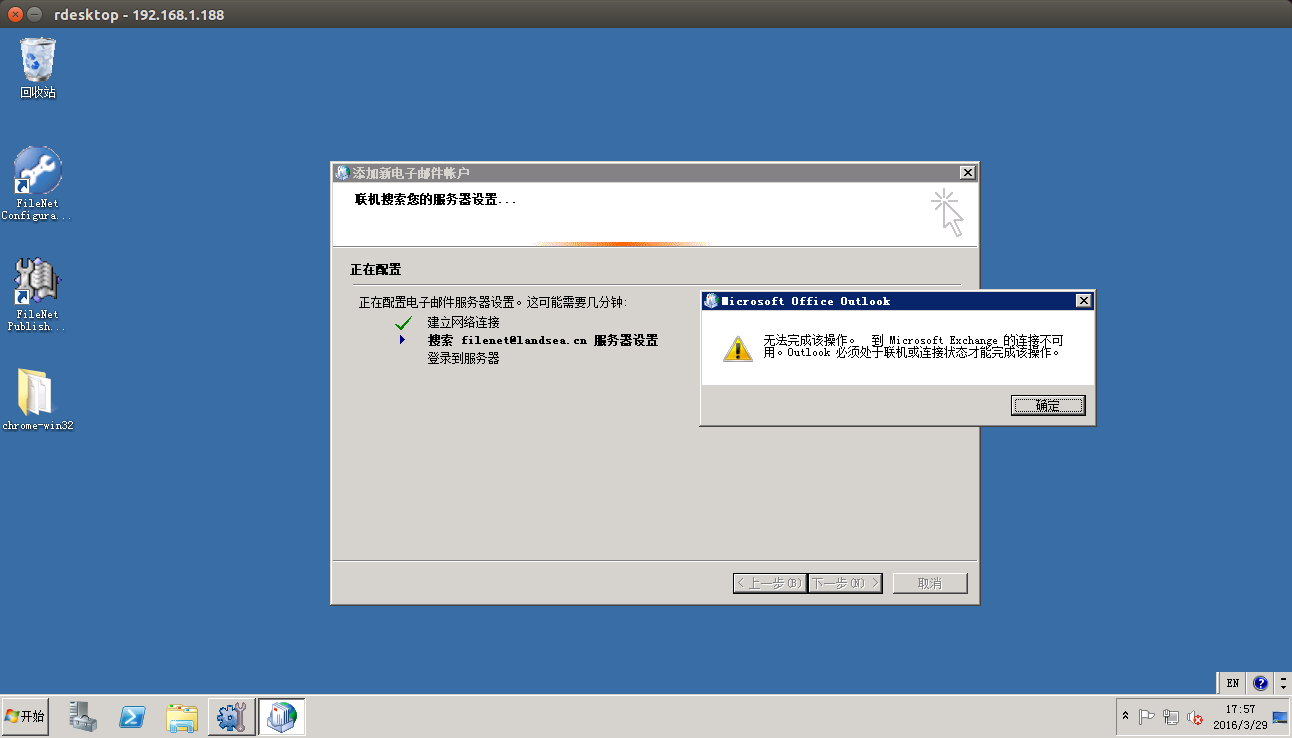 rdesktop - 192.168.1.188
回收站
FileNet
Configura...
FileNet
Publish...
chrome-win32
添加新电子邮件帐户
联机搜索您的服务器设置...
正在配置
正在配置电子邮件服务器设置。这可能需要几分钟:
建立网络连接
搜索 filenet@landsea.cn 服务器设置
登录到服务器
Microsoft Office Outlook
无法完成该操作。 到 Microsoft Exchange 的连接不可
用。Outlook 必须处于联机或连接状态才能完成该操作。
确定
< 上一步(B)
下一步(N) >
取消
EN
开始
17:57
2016/3/29